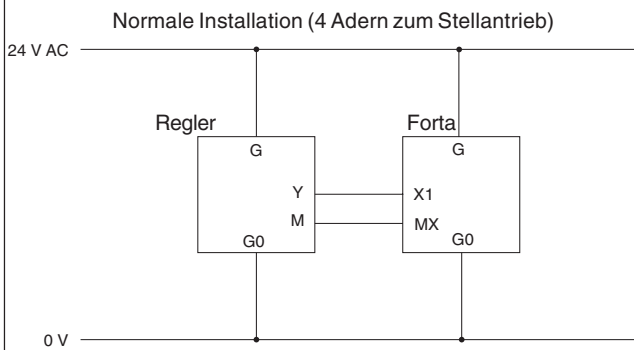 Normale Installation (4 Adern zum Stellantrieb)
24 V AC
Regler
Forta
G
G
Y
X1
M
MX
G0
G0
0 V